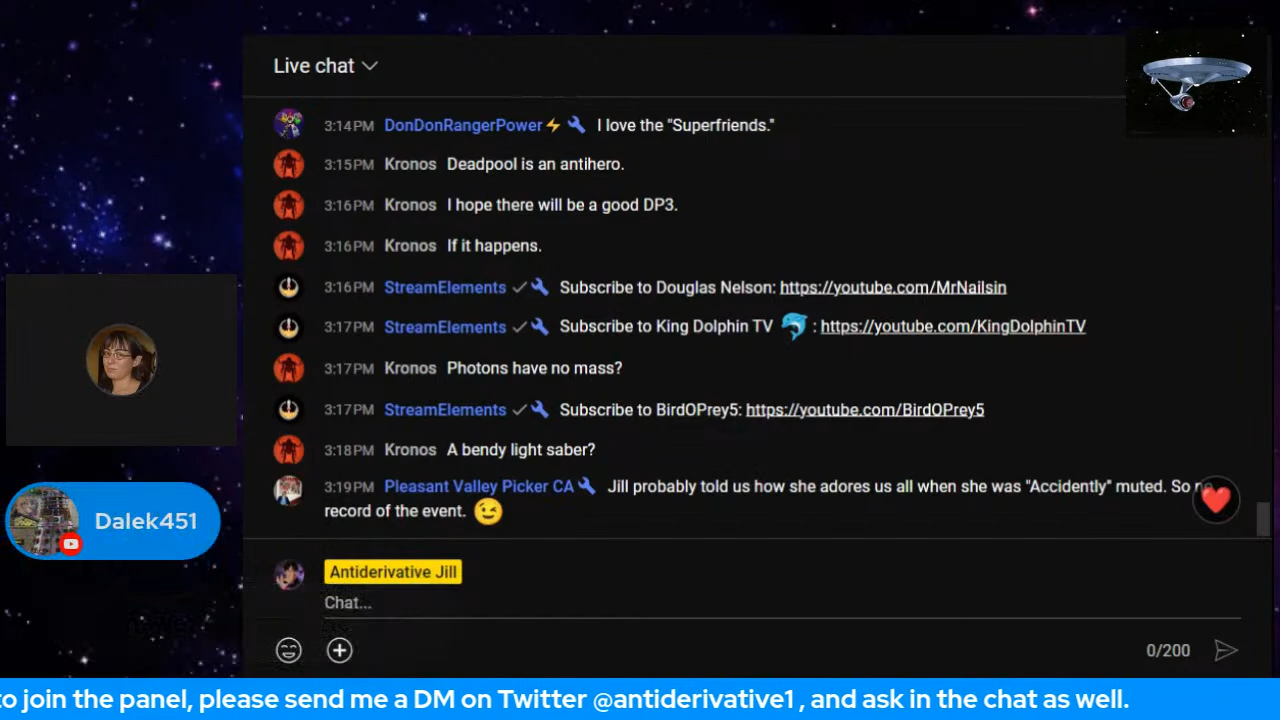 Live chat
3:14PM DonDonRangerPower⚡ I love the "Superfriends."
3:15PM Kronos Deadpool is an antihero.
3:16PM Kronos I hope there will be a good DP3.
3:16PM Kronos If it happens.
3:16PM StreamElements Subscribe to Douglas Nelson: https://youtube.com/MrNailsin
3:17PM StreamElements Subscribe to King Dolphin TV 🐬 : https://youtube.com/KingDolphinTV
3:17PM Kronos Photons have no mass?
3:17PM StreamElements Subscribe to BirdOPrey5: https://youtube.com/BirdOPrey5
3:18PM Kronos A bendy light saber?
3:19PM Pleasant Valley Picker CA Jill probably told us how she adores us all when she was "Accidently" muted. So
record of the event. 😉
Dalek451
Antiderivative Jill
Chat...
0/200
to join the panel, please send me a DM on Twitter @antiderivative1 , and ask in the chat as well.